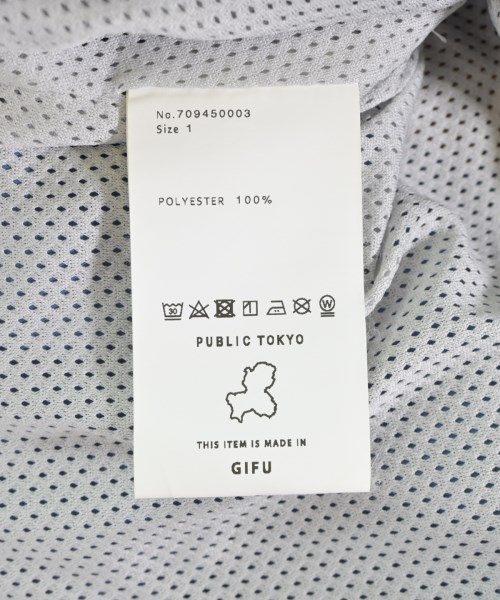 No.709450003
Size 1
POLYESTER 100%
30 W
PUBLIC TOKYO
THIS ITEM IS MADE IN
GIFU